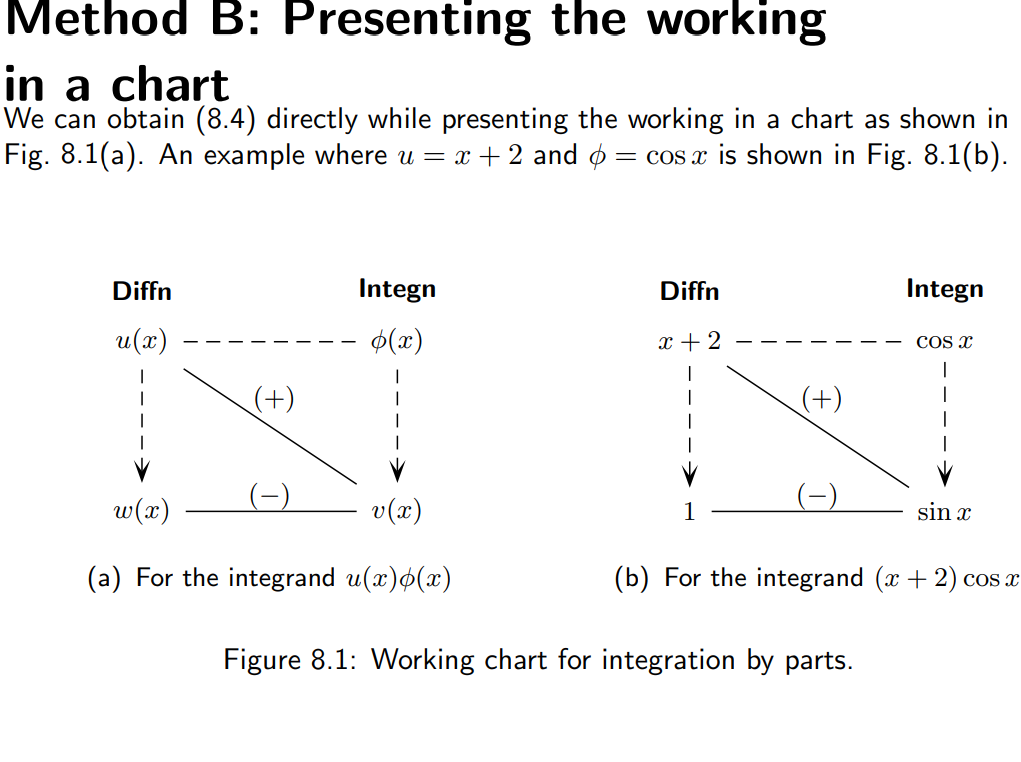 Method B: Presenting the working
in a chart
We can obtain (8.4) directly while presenting the working in a chart as shown in
Fig. 8.1(a). An example where u = x + 2 and ϕ = cos x is shown in Fig. 8.1(b).
Diffn Integn
u(x) ϕ(x)
(+)
(−)
w(x) v(x)
(a) For the integrand u(x)ϕ(x)
Diffn Integn
x + 2 cos x
(+)
(−)
1 sin x
(b) For the integrand (x + 2) cos x
Figure 8.1: Working chart for integration by parts.